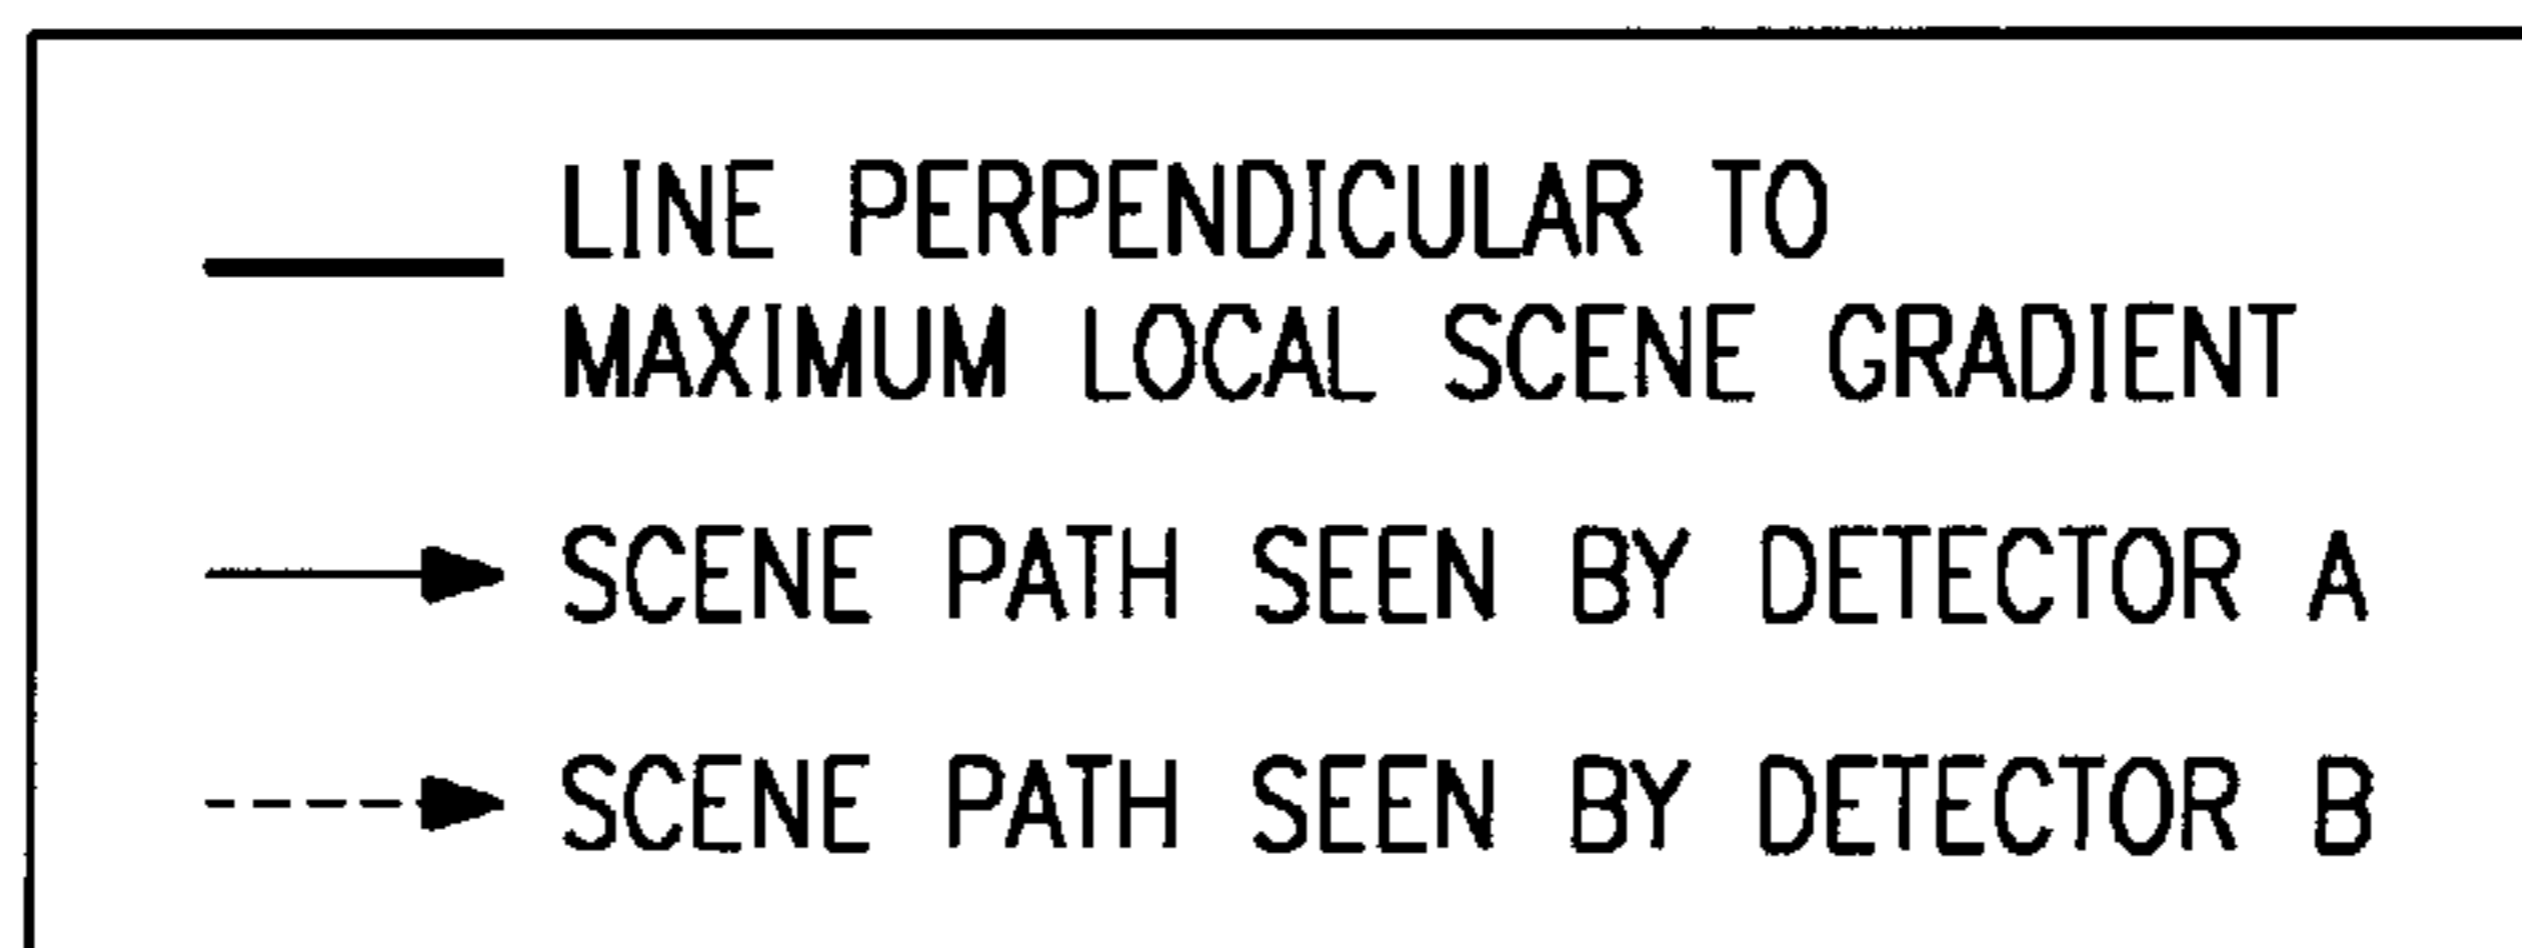 LINE PERPENDICULAR TO
MAXIMUM LOCAL SCENE GRADIENT
SCENE PATH SEEN BY DETECTOR A
SCENE PATH SEEN BY DETECTOR B